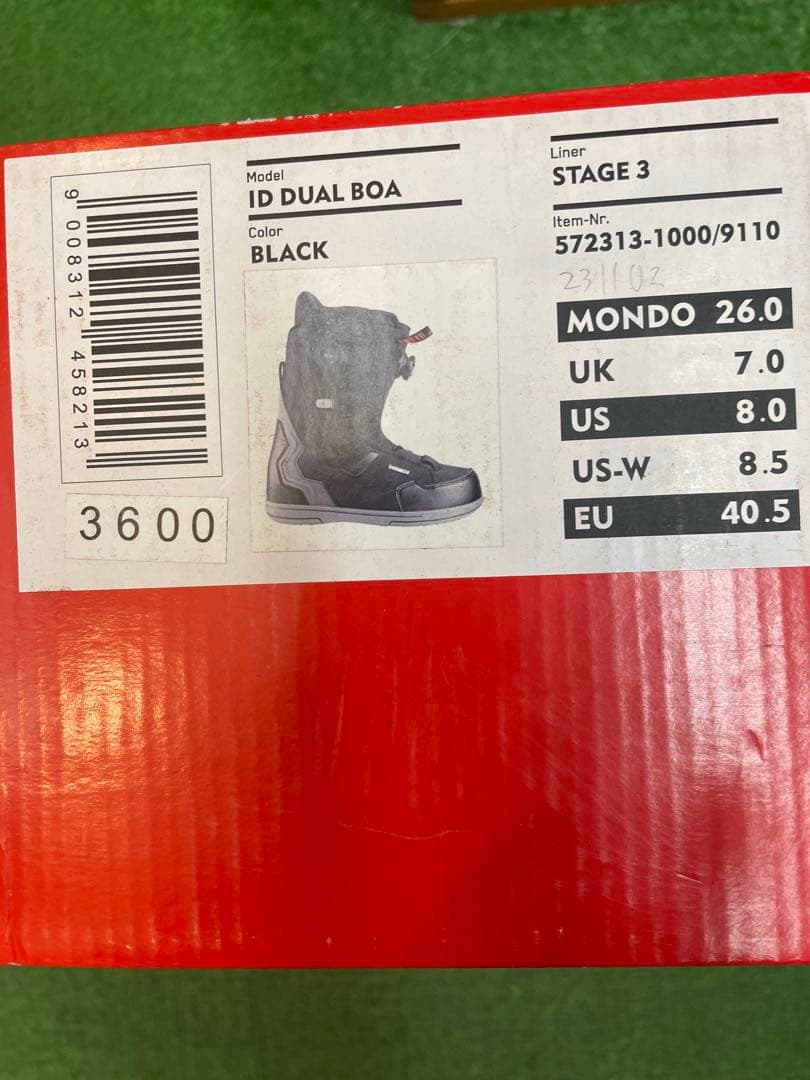 9 008312 458213
3600
Model
ID DUAL BOA
Color
BLACK
Liner
STAGE 3
Item-Nr.
572313-1000/9110
231102
MONDO 26.0
UK 7.0
US 8.0
US-W 8.5
EU 40.5